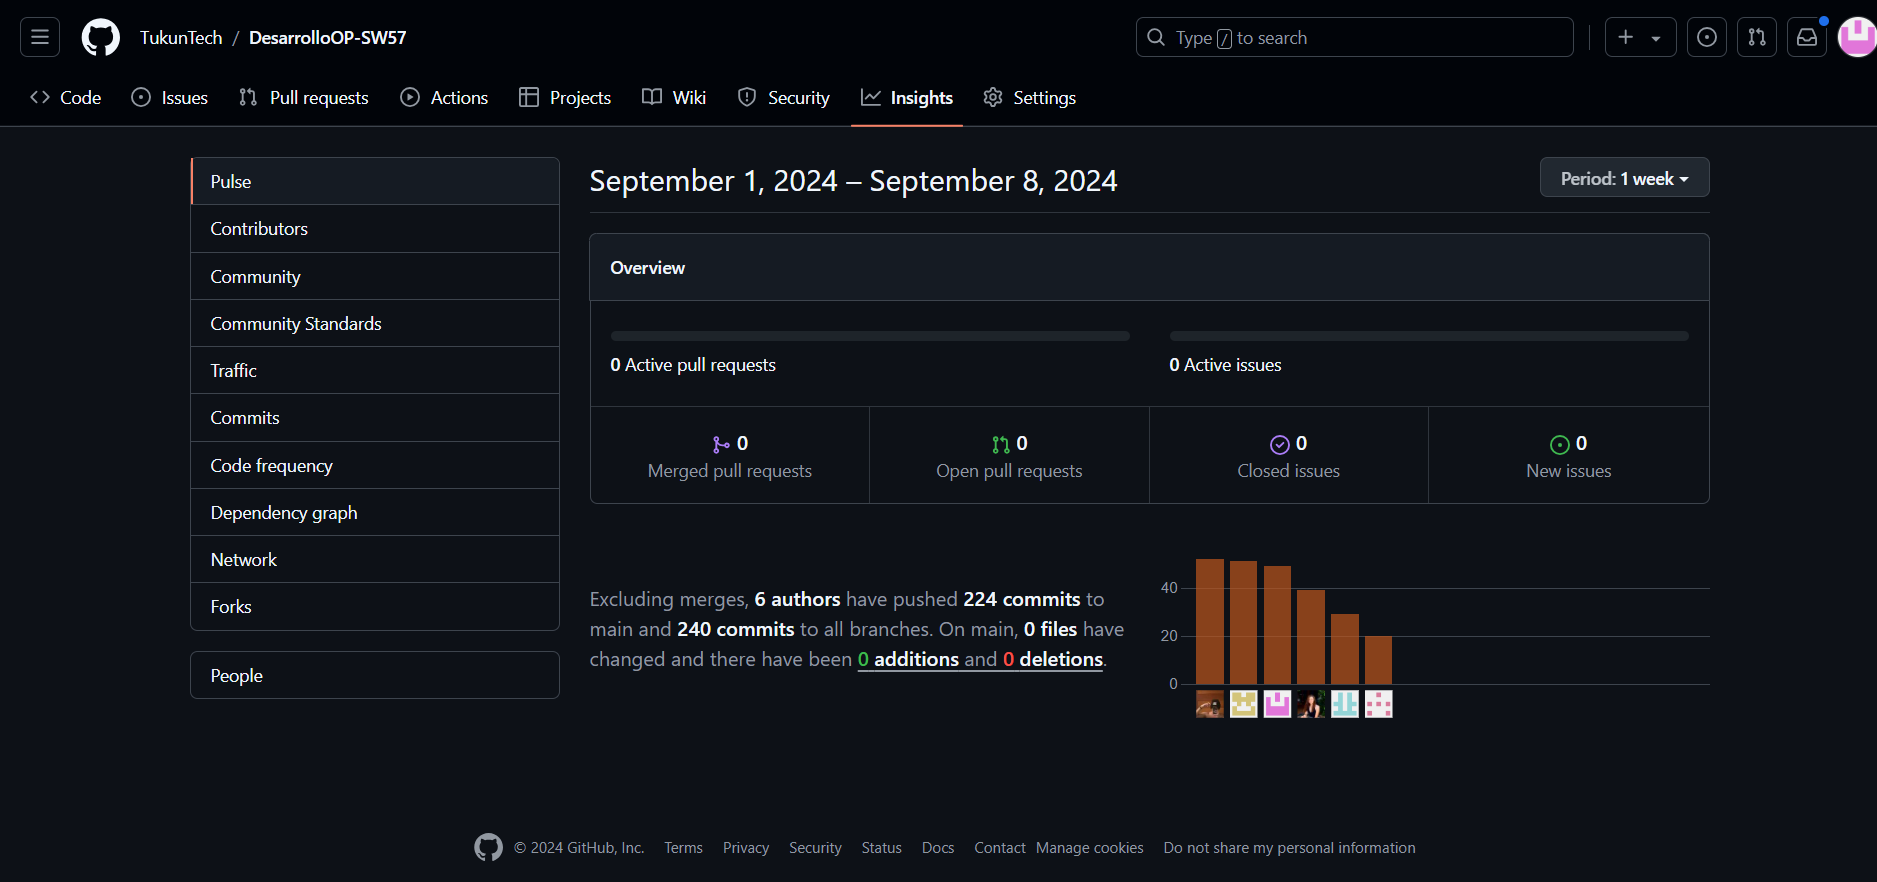 TukunTech / DesarrolloOP-SW57
Type / to search
Code
Issues
Pull requests
Actions
Projects
Wiki
Security
Insights
Settings
Pulse
Contributors
Community
Community Standards
Traffic
Commits
Code frequency
Dependency graph
Network
Forks
People
September 1, 2024 – September 8, 2024
Period: 1 week
Overview
0 Active pull requests
0 Active issues
0
Merged pull requests
0
Open pull requests
0
Closed issues
0
New issues
Excluding merges, 6 authors have pushed 224 commits to
main and 240 commits to all branches. On main, 0 files have
changed and there have been 0 additions and 0 deletions.
40
20
0
© 2024 GitHub, Inc.
Terms
Privacy
Security
Status
Docs
Contact
Manage cookies
Do not share my personal information